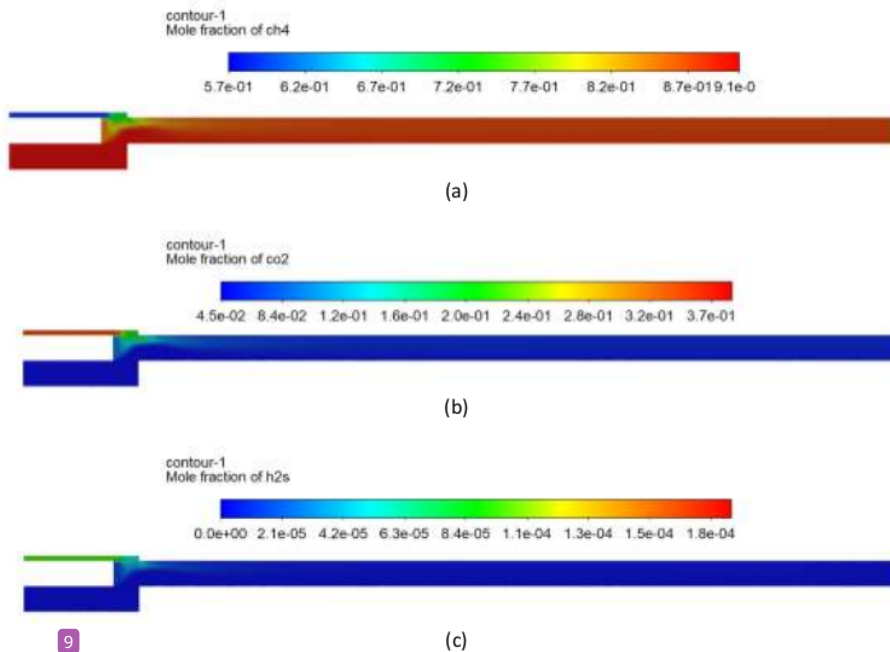 contour-1
Mole fraction of ch4
5.7e-01 6.2e-01 6.7e-01 7.2e-01 7.7e-01 8.2e-01 8.7e-019.1e-0
(a)
contour-1
Mole fraction of co2
4.5e-02 8.4e-02 1.2e-01 1.6e-01 2.0e-01 2.4e-01 2.8e-01 3.2e-01 3.7e-01
(b)
contour-1
Mole fraction of h2s
0.0e+00 2.1e-05 4.2e-05 6.3e-05 8.4e-05 1.1e-04 1.3e-04 1.5e-04 1.8e-04
9
(c)